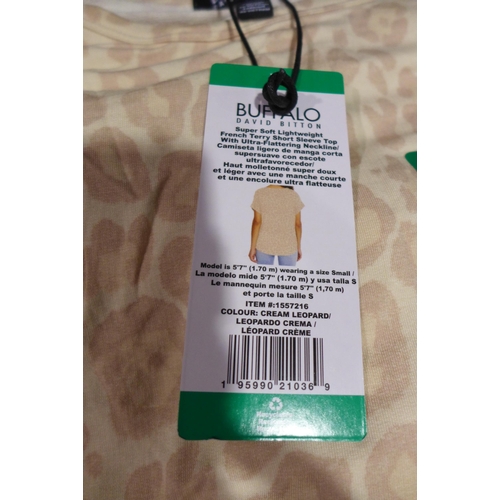 BUFFALO
DAVID BITTON
Super Soft Lightweight
French Terry Short Sleeve Top
With Ultra-Flattering Neckline/
Camiseta ligero de manga corta
supersuave con escote
ultrafavorecedor/
Haut molletonné super doux
et léger avec une manche courte
et une encolure ultra flatteuse
Model is 5'7" (1.70 m) wearing a size Small /
La modelo mide 5'7" (1.70 m) y usa talla S
Le mannequin mesure 5'7" (1,70 m)
et porte la taille S
ITEM #:1557216
COLOUR: CREAM LEOPARD/
LEOPARDO CREMA /
LÉOPARD CRÈME
1 95990 21036 9